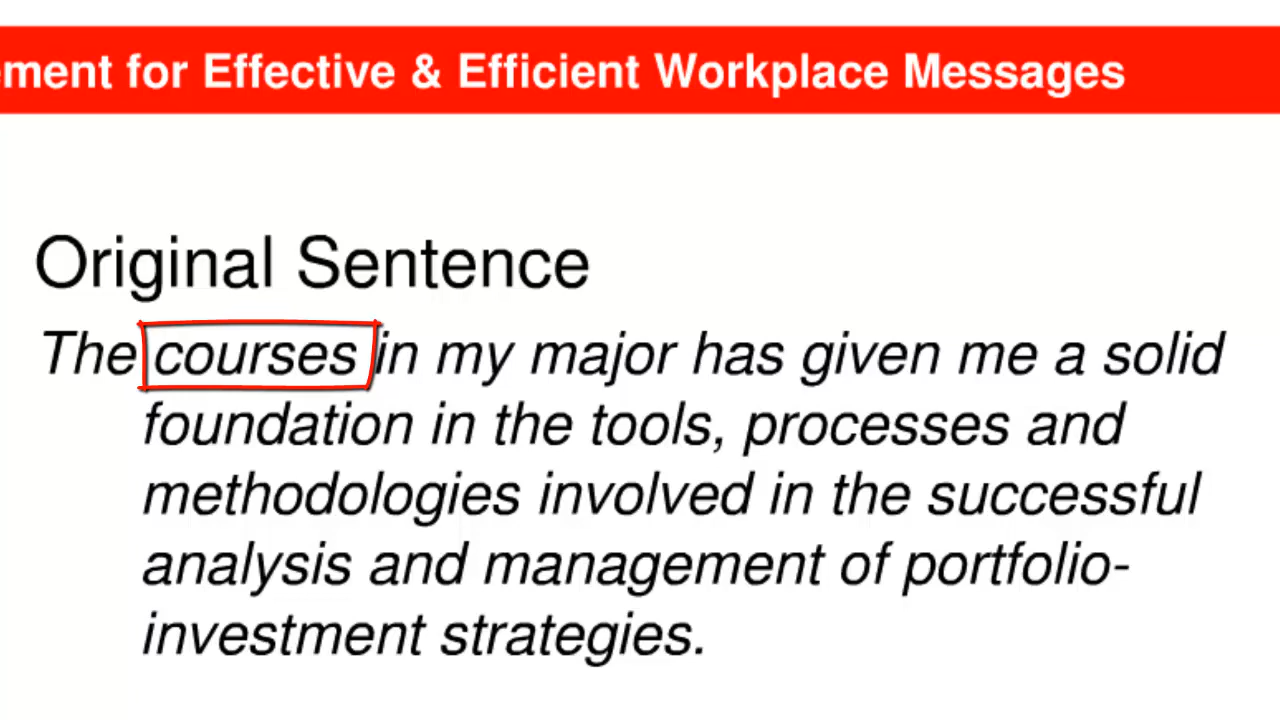 ement for Effective & Efficient Workplace Messages
Original Sentence
The courses in my major has given me a solid
foundation in the tools, processes and
methodologies involved in the successful
analysis and management of portfolio-
investment strategies.